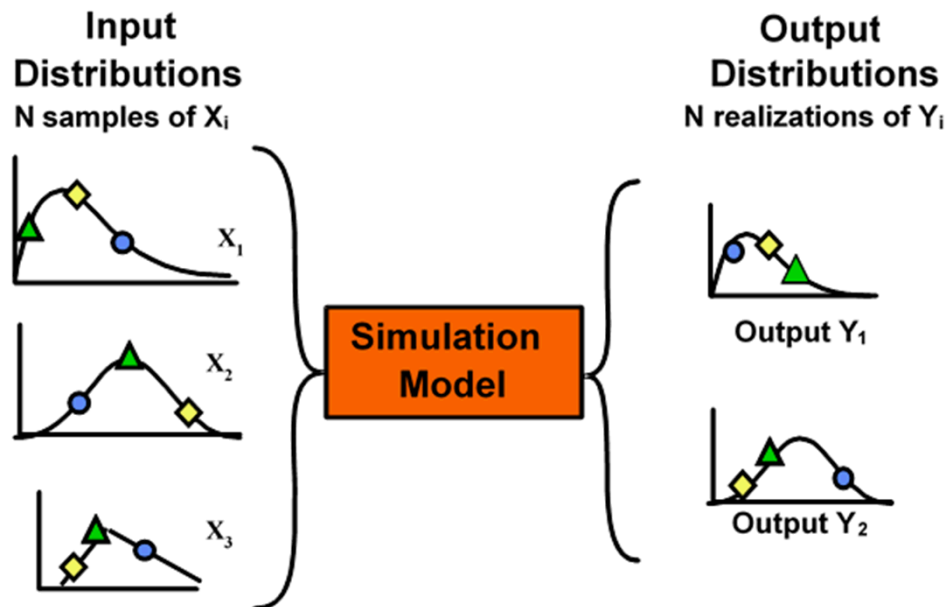 Input
Distributions
N samples of Xi
X1
X2
X3
Simulation
Model
Output
Distributions
N realizations of Yi
Output Y1
Output Y2